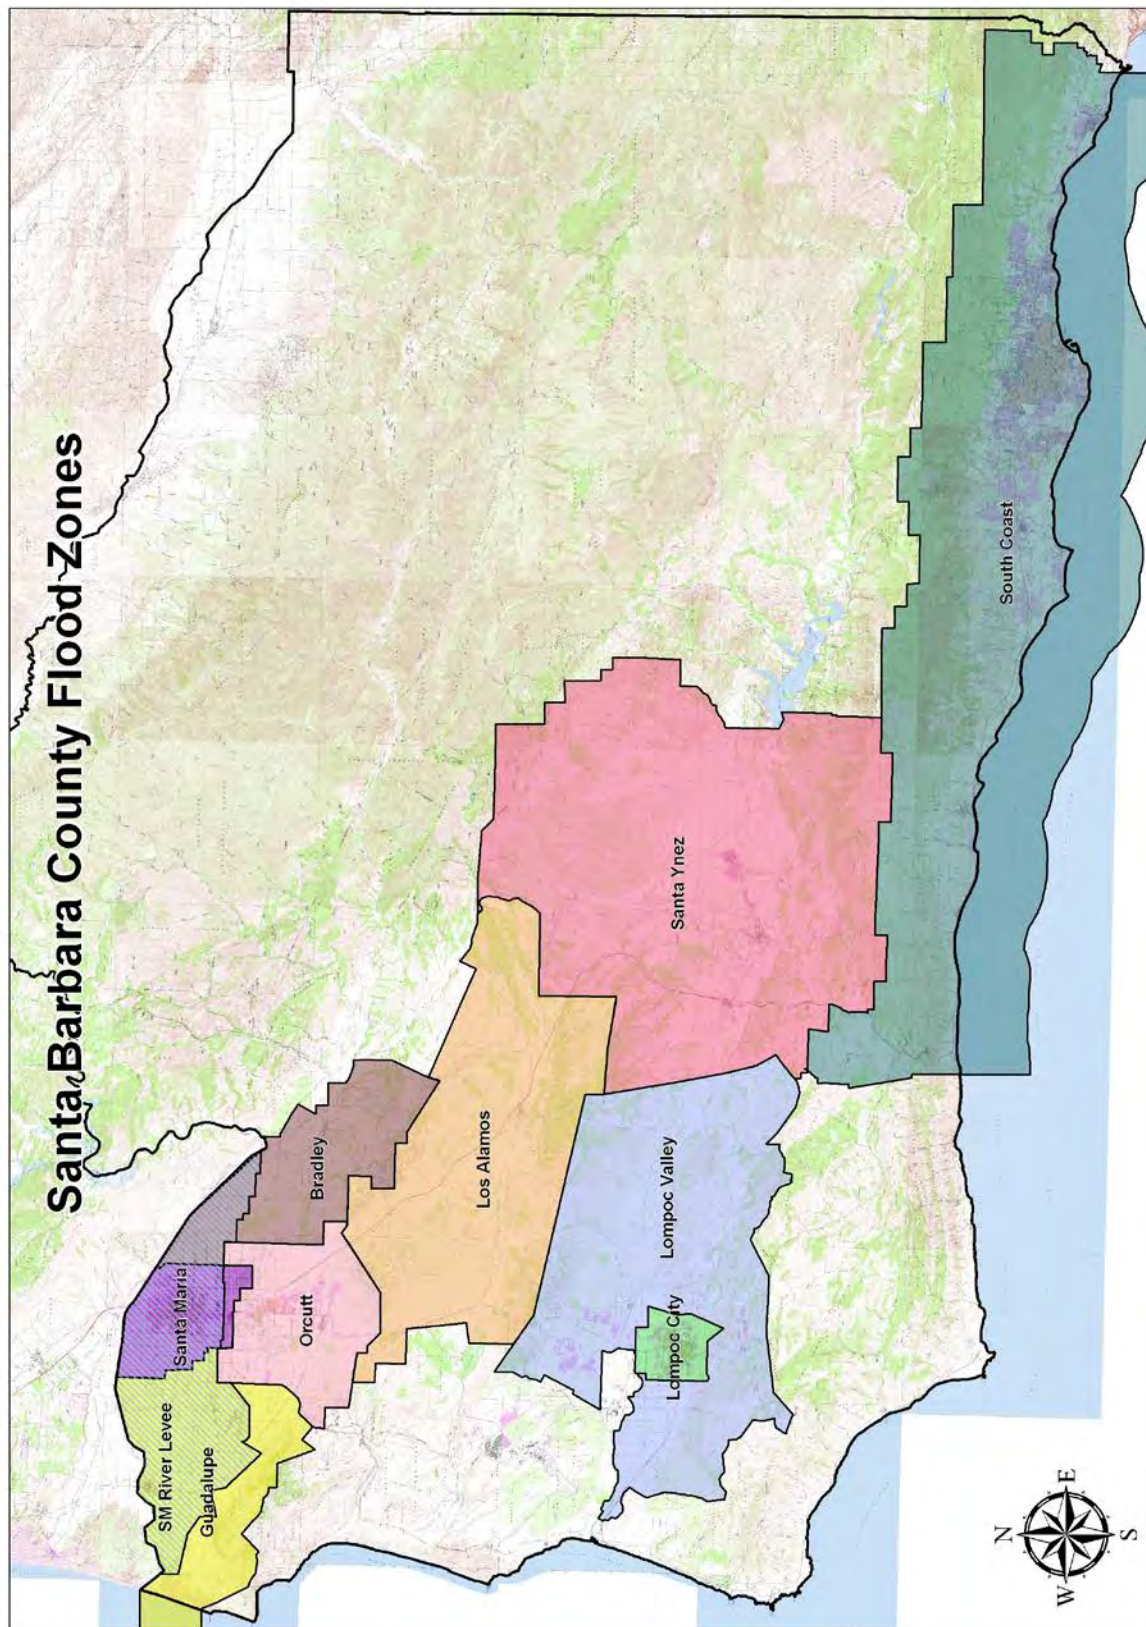 Santa Barbara County Flood Zones
SM River Levee
Guadalupe
Santa Maria
Orcutt
Bradley
Los Alamos
Lompoc City
Lompoc Valley
Santa Ynez
South Coast
N
W
E
S